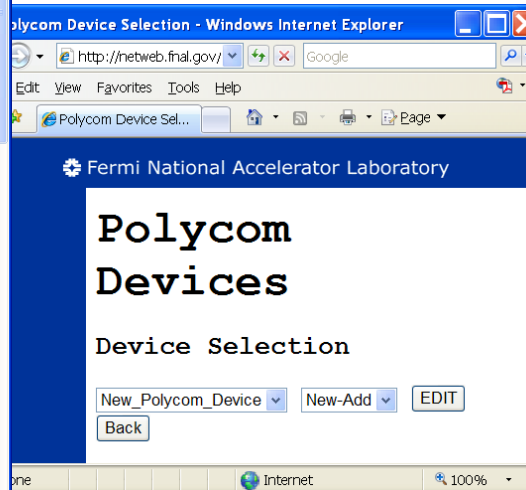 olycom Device Selection - Windows Internet Explorer
http://netweb.fnal.gov/ Google
Edit View Favorites Tools Help
Polycom Device Sel... Page
Fermi National Accelerator Laboratory
Polycom
Devices
Device Selection
New_Polycom_Device New-Add EDIT
Back
one Internet 100%